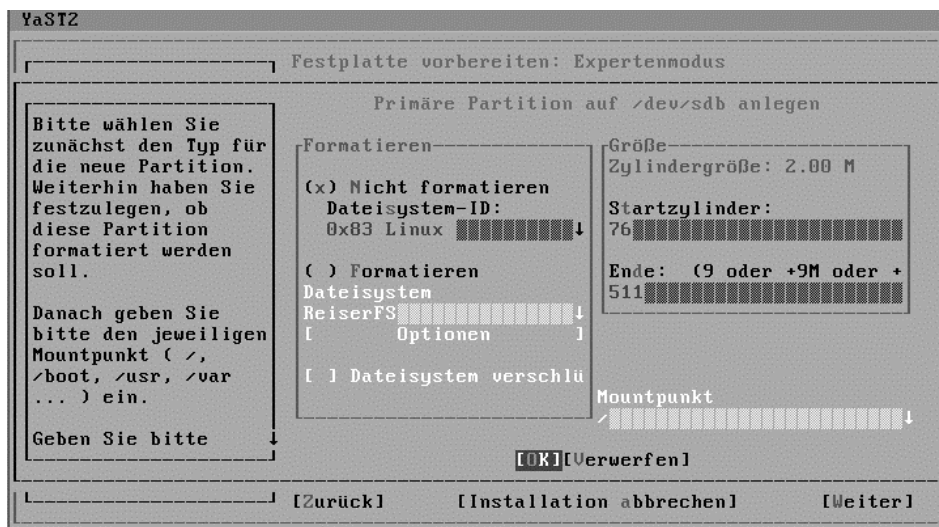 YaST2
Festplatte vorbereiten: Expertenmodus
Primäre Partition auf /dev/sdb anlegen
Bitte wählen Sie
zunächst den Typ für
die neue Partition.
Weiterhin haben Sie
festzulegen, ob
diese Partition
formatiert werden
soll.
Danach geben Sie
bitte den jeweiligen
Mountpunkt ( /,
/boot, /usr, /var
... ) ein.
Geben Sie bitte
Formatieren
(x) Nicht formatieren
Dateisystem-ID:
0x83 Linux
( ) Formatieren
Dateisystem
ReiserFS
[ Optionen ]
[ ] Dateisystem verschlü
Größe
Zylindergröße: 2.00 M
Startzylinder:
76
Ende: (9 oder +9M oder +
511
Mountpunkt
/
[OK][Verwerfen]
[Zurück] [Installation abbrechen] [Weiter]